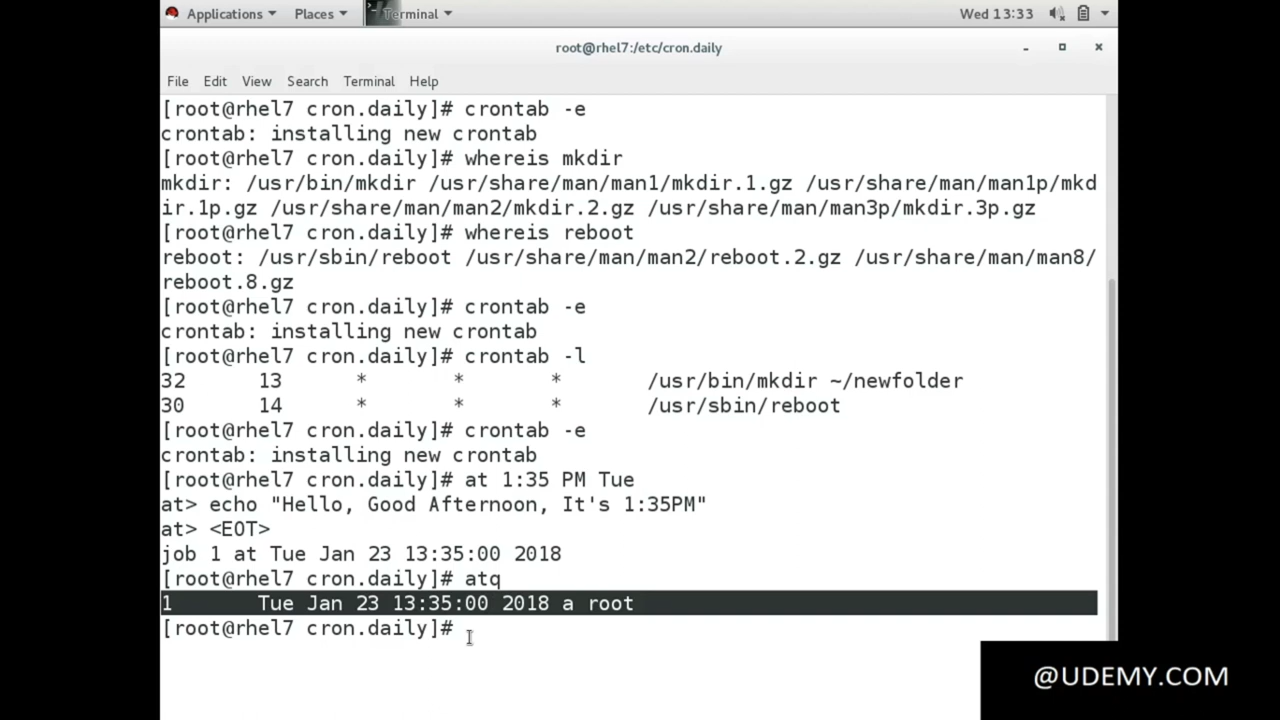 Applications Places Terminal Wed 13:33
root@rhel7:/etc/cron.daily
File Edit View Search Terminal Help
[root@rhel7 cron.daily]# crontab -e
crontab: installing new crontab
[root@rhel7 cron.daily]# whereis mkdir
mkdir: /usr/bin/mkdir /usr/share/man/man1/mkdir.1.gz /usr/share/man/man1p/mkd
ir.1p.gz /usr/share/man/man2/mkdir.2.gz /usr/share/man/man3p/mkdir.3p.gz
[root@rhel7 cron.daily]# whereis reboot
reboot: /usr/sbin/reboot /usr/share/man/man2/reboot.2.gz /usr/share/man/man8/
reboot.8.gz
[root@rhel7 cron.daily]# crontab -e
crontab: installing new crontab
[root@rhel7 cron.daily]# crontab -l
32 13 * * * /usr/bin/mkdir ~/newfolder
30 14 * * * /usr/sbin/reboot
[root@rhel7 cron.daily]# crontab -e
crontab: installing new crontab
[root@rhel7 cron.daily]# at 1:35 PM Tue
at> echo "Hello, Good Afternoon, It's 1:35PM"
at> <EOT>
job 1 at Tue Jan 23 13:35:00 2018
[root@rhel7 cron.daily]# atq
1 Tue Jan 23 13:35:00 2018 a root
[root@rhel7 cron.daily]#
@UDEMY.COM